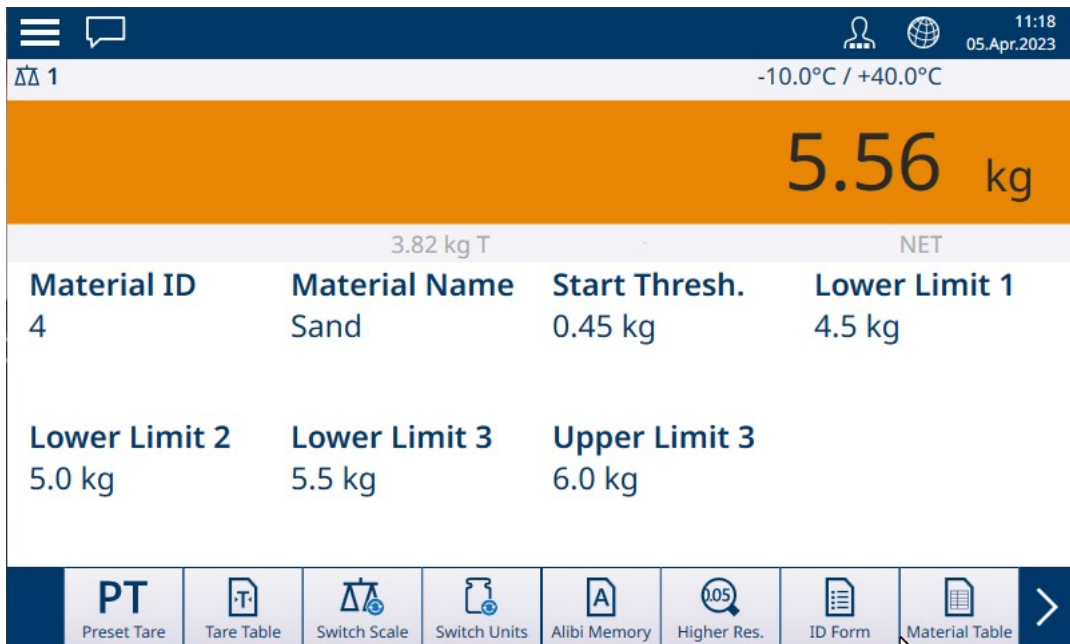 11:18
05.Apr.2023
1
-10.0°C / +40.0°C
5.56 kg
3.82 kg T
NET
Material ID
4
Material Name
Sand
Start Thresh.
0.45 kg
Lower Limit 1
4.5 kg
Lower Limit 2
5.0 kg
Lower Limit 3
5.5 kg
Upper Limit 3
6.0 kg
PT
Preset Tare
T
Tare Table
Switch Scale
Switch Units
A
Alibi Memory
0.05
Higher Res.
ID Form
Material Table